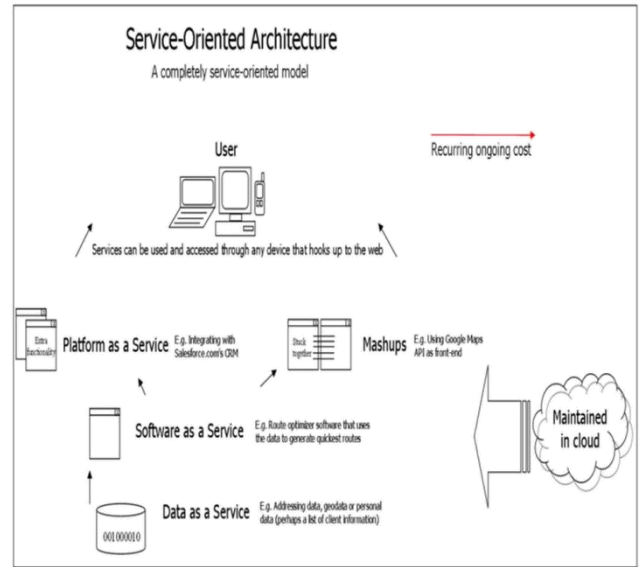 Service-Oriented Architecture
A completely service-oriented model
User
Recurring ongoing cost
Services can be used and accessed through any device that hooks up to the web
Extra
functionality
Platform as a Service
E.g. Integrating with
Salesforce.com's CRM
Stuck
together
Mashups
E.g. Using Google Maps
API as front-end
Software as a Service
E.g. Route optimizer software that uses
the data to generate quickest routes
Maintained
in cloud
001000010
Data as a Service
E.g. Addressing data, geodata or personal
data (perhaps a list of client information)